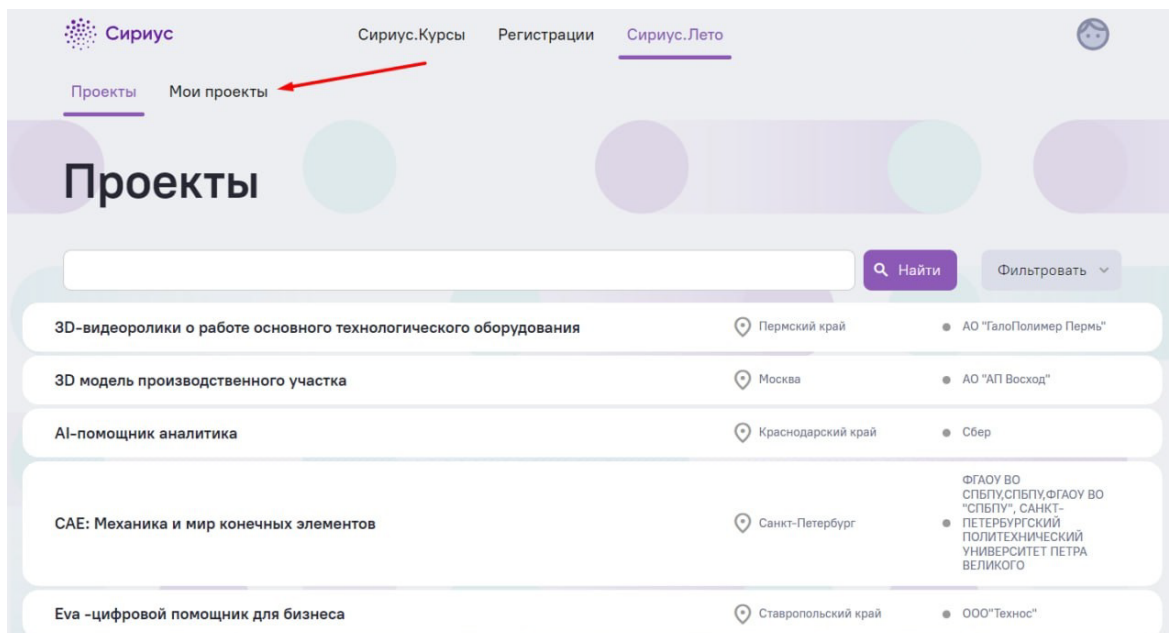 Сириус
Сириус.Курсы Регистрации Сириус.Лето
Проекты Мои проекты
Проекты
Найти Фильтровать
3D-видеоролики о работе основного технологического оборудования Пермский край АО "ГалоПолимер Пермь"
3D модель производственного участка Москва АО "АП Восход"
AI-помощник аналитика Краснодарский край Сбер
CAE: Механика и мир конечных элементов Санкт-Петербург
ФГАОУ ВО
СПБПУ,СПБПУ,ФГАОУ ВО
"СПБПУ", САНКТ-
ПЕТЕРБУРГСКИЙ
ПОЛИТЕХНИЧЕСКИЙ
УНИВЕРСИТЕТ ПЕТРА
ВЕЛИКОГО
Eva -цифровой помощник для бизнеса Ставропольский край ООО"Технос"